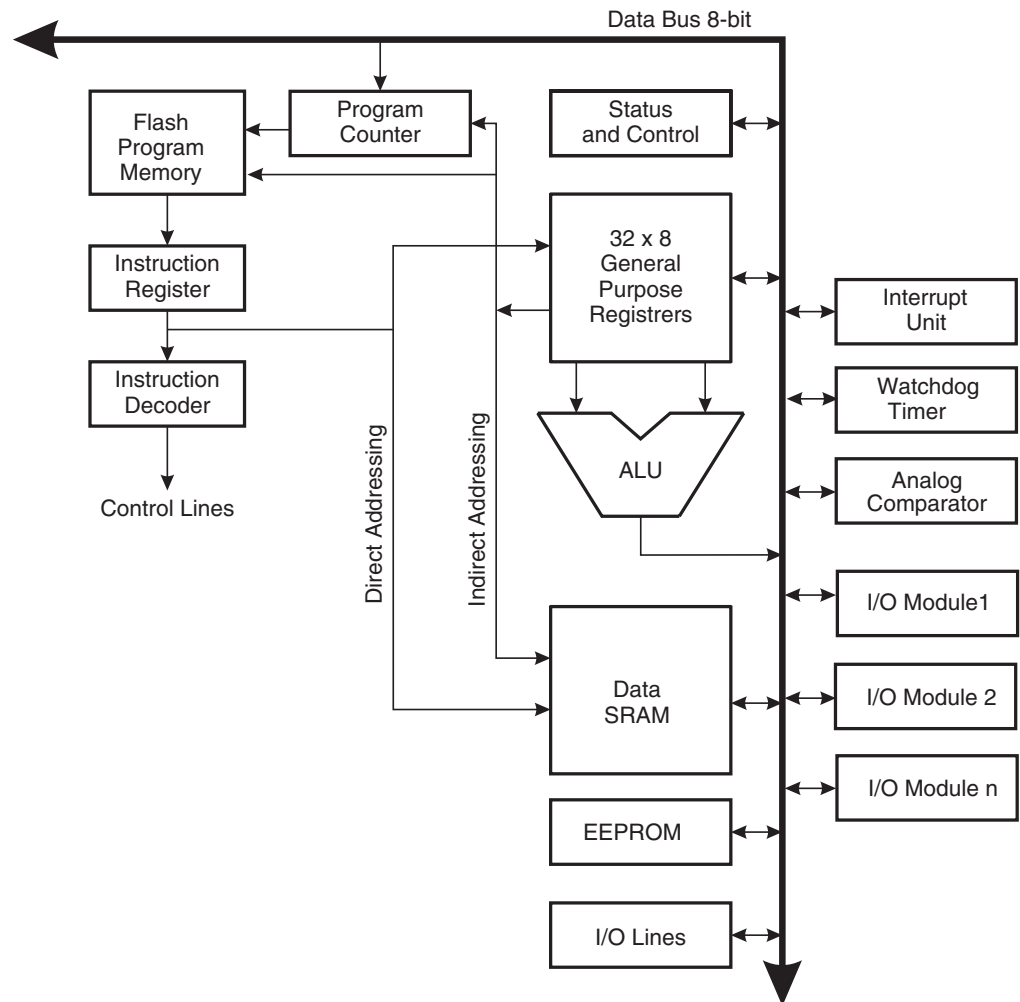 Data Bus 8-bit
Flash
Program
Memory
Program
Counter
Status
and Control
32 x 8
General
Purpose
Registrers
Instruction
Register
Interrupt
Unit
Instruction
Decoder
Watchdog
Timer
Direct Addressing
Indirect Addressing
ALU
Analog
Comparator
Control Lines
I/O Module1
Data
SRAM
I/O Module 2
I/O Module n
EEPROM
I/O Lines